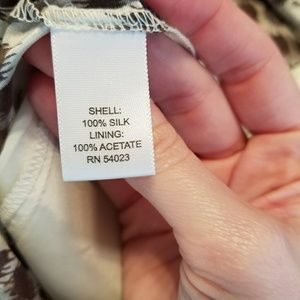 SHELL:
100% SILK
LINING:
100% ACETATE
RN 54023